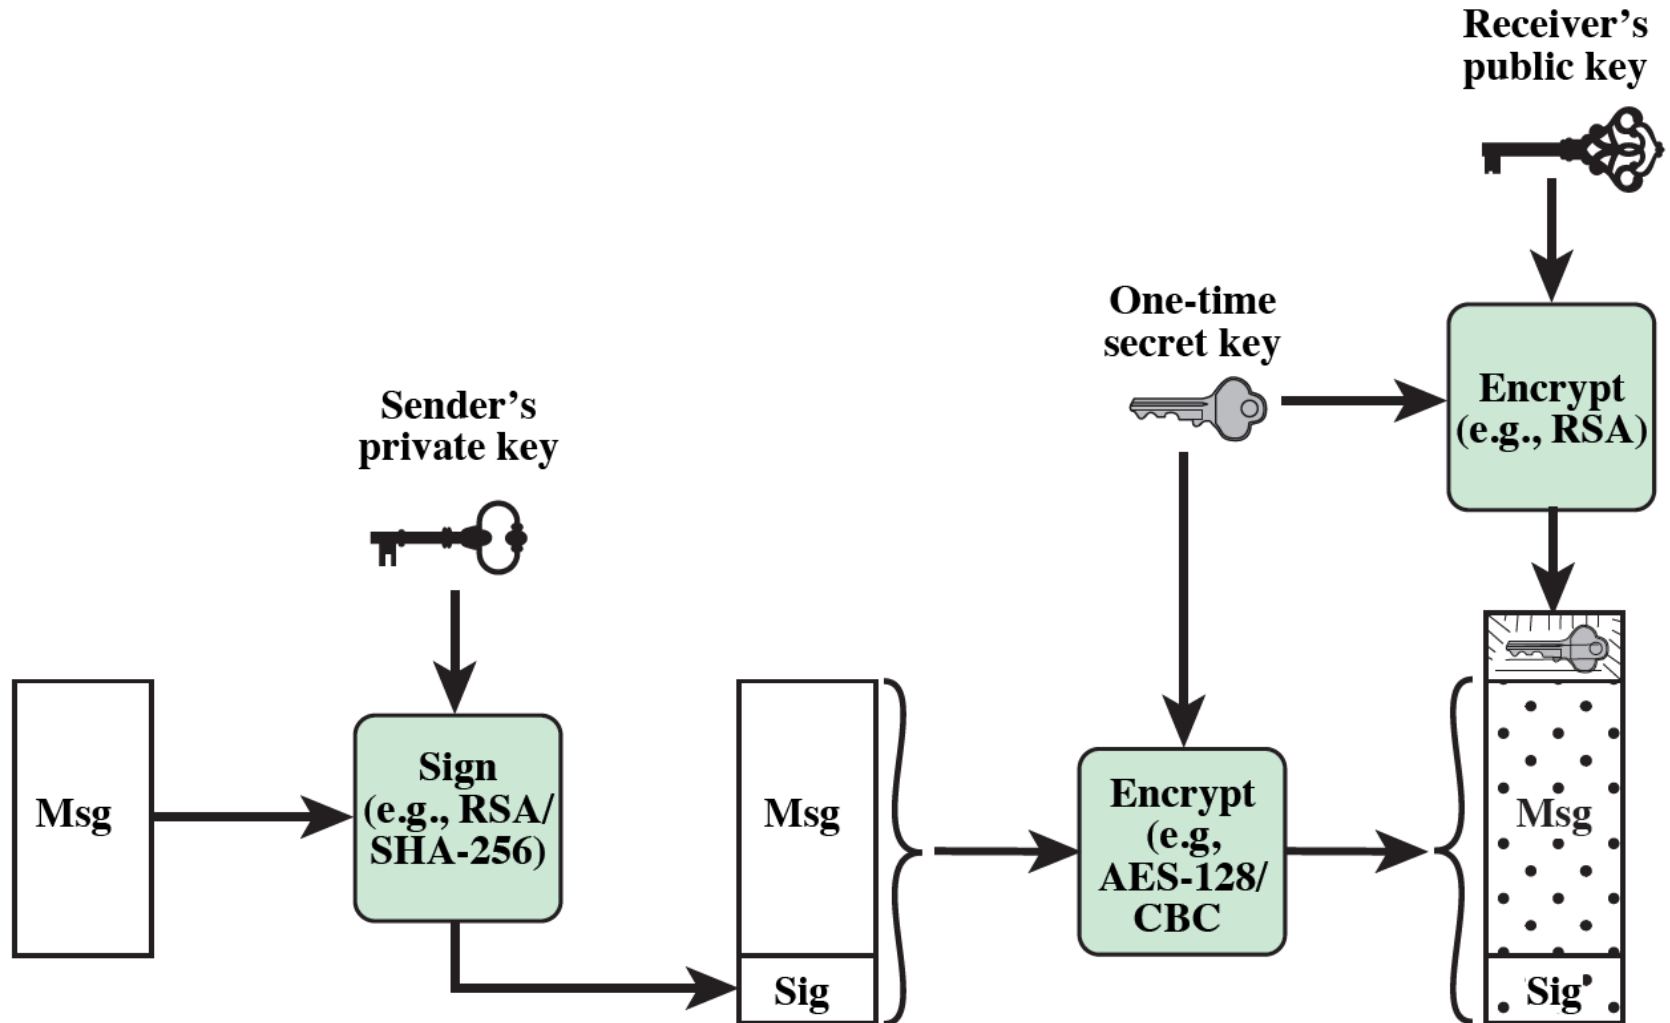 Receiver’s
public key
One-time
secret key
Encrypt
(e.g., RSA)
Sender’s
private key
Msg
Sign
(e.g., RSA/
SHA-256)
Msg
Sig
Encrypt
(e.g,
AES-128/
CBC
Msg
Sig